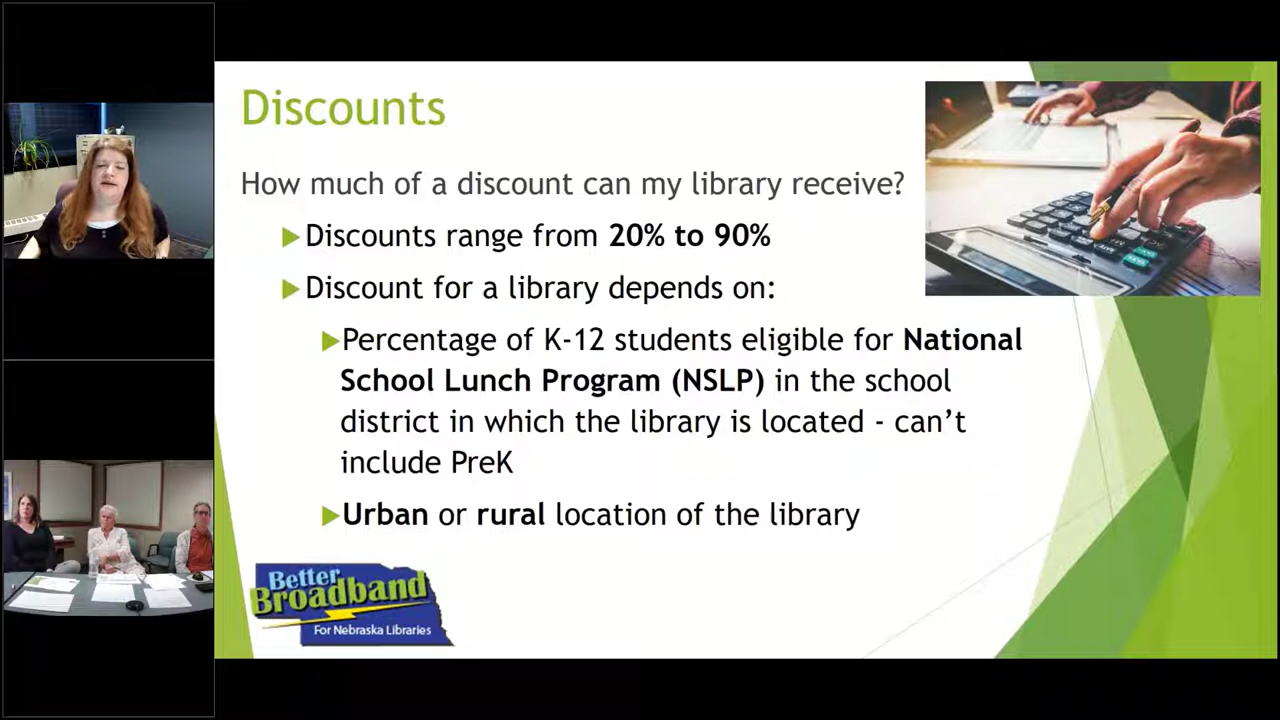 Discounts
How much of a discount can my library receive?
Discounts range from 20% to 90%
Discount for a library depends on:
Percentage of K-12 students eligible for National
School Lunch Program (NSLP) in the school
district in which the library is located - can't
include PreK
Urban or rural location of the library
Better
Broadband
For Nebraska Libraries